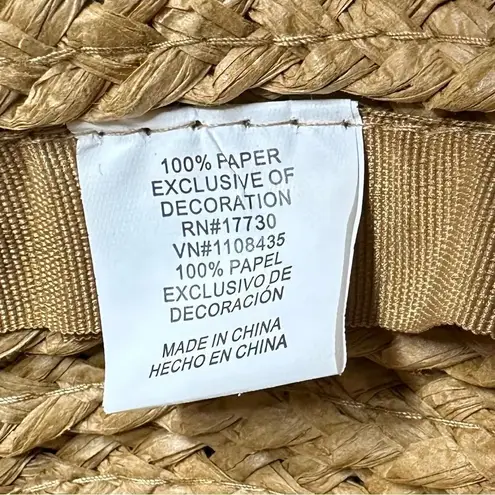 100% PAPER
EXCLUSIVE OF
DECORATION
RN#17730
VN#1108435
100% PAPEL
EXCLUSIVO DE
DECORACIÓN
MADE IN CHINA
HECHO EN CHINA